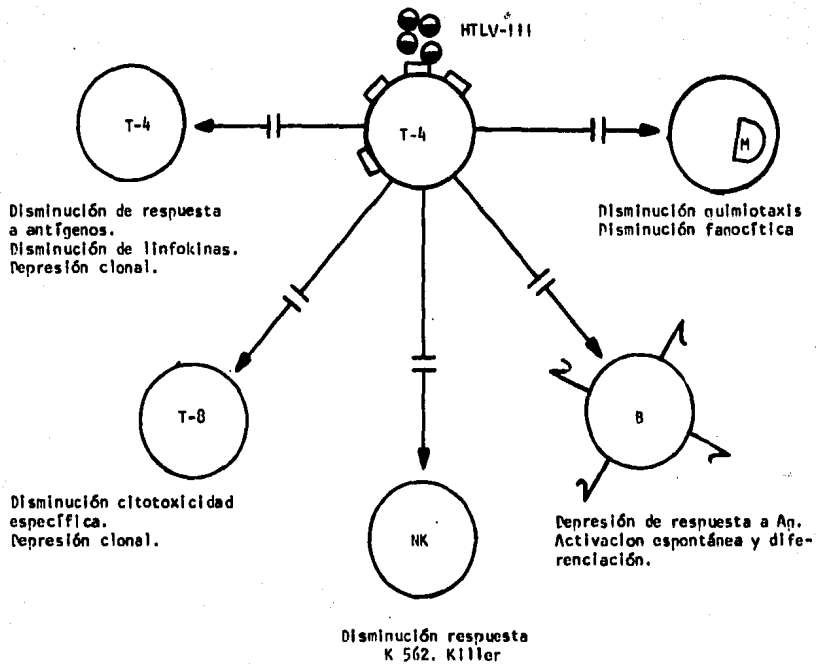 HTLV-III
T-4
T-4
M
Disminución de respuesta
a antígenos.
Disminución de linfokinas.
Depresión clonal.
Disminución quimiotaxis
Disminución fanocítica
T-8
B
Disminución citotoxicidad
específica.
Depresión clonal.
NK
Depresión de respuesta a Ag.
Activacion espontánea y dife-
renciación.
Disminución respuesta
K 562. Killer